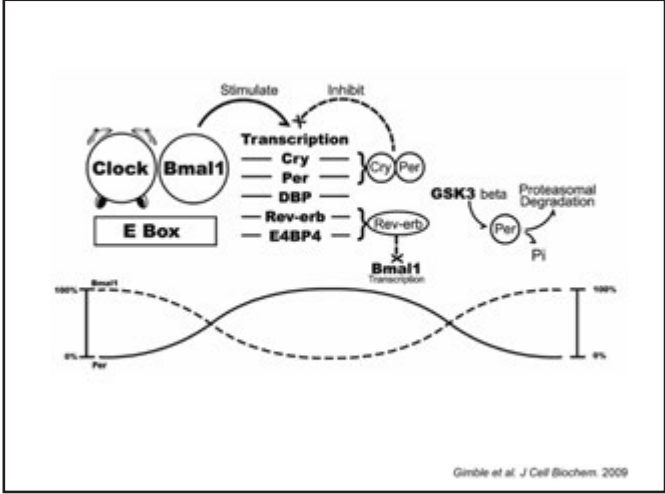 Stimulate
Inhibit
Clock
Bmal1
Transcription
Cry
Per
DBP
Rev-erb
E4BP4
E Box
Cry
Per
Rev-erb
Bmal1
Transcription
GSK3 beta
Proteasomal
Degradation
Per
Pi
Bmal1
100%
0%
Per
100%
0%
Gimble et al. J Cell Biochem. 2009